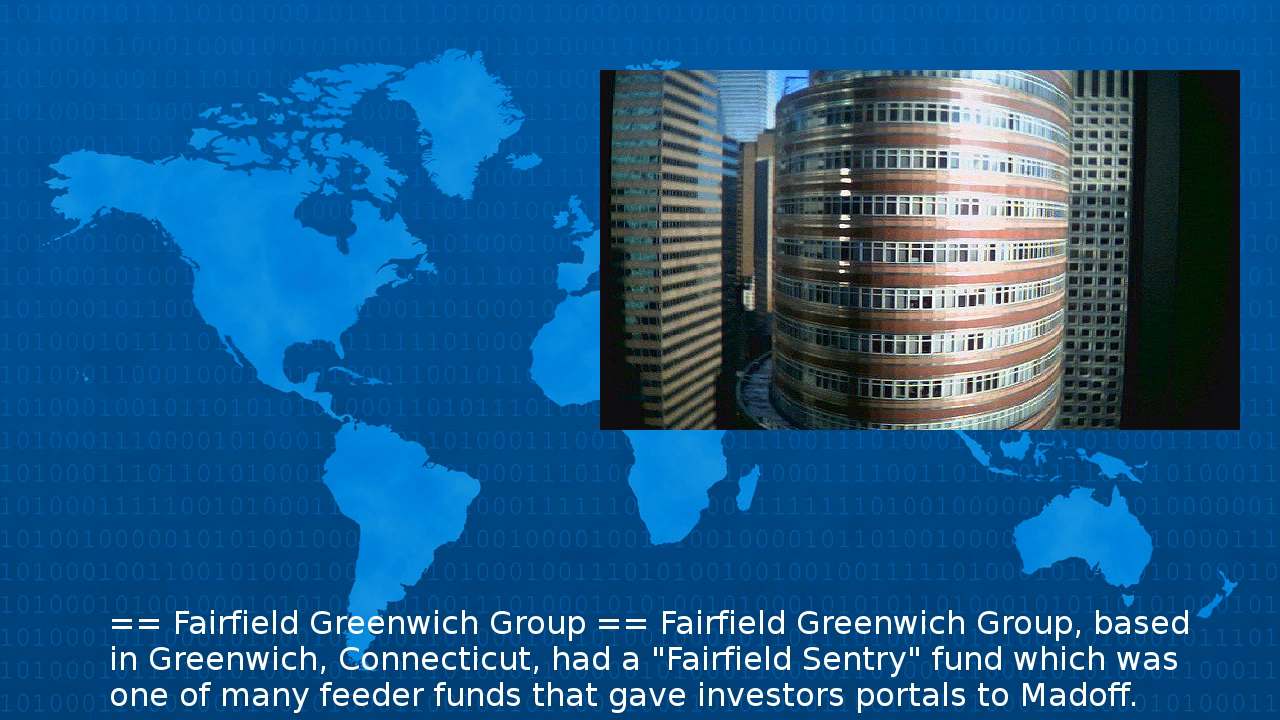 == Fairfield Greenwich Group == Fairfield Greenwich Group, based
in Greenwich, Connecticut, had a "Fairfield Sentry" fund which was
one of many feeder funds that gave investors portals to Madoff.